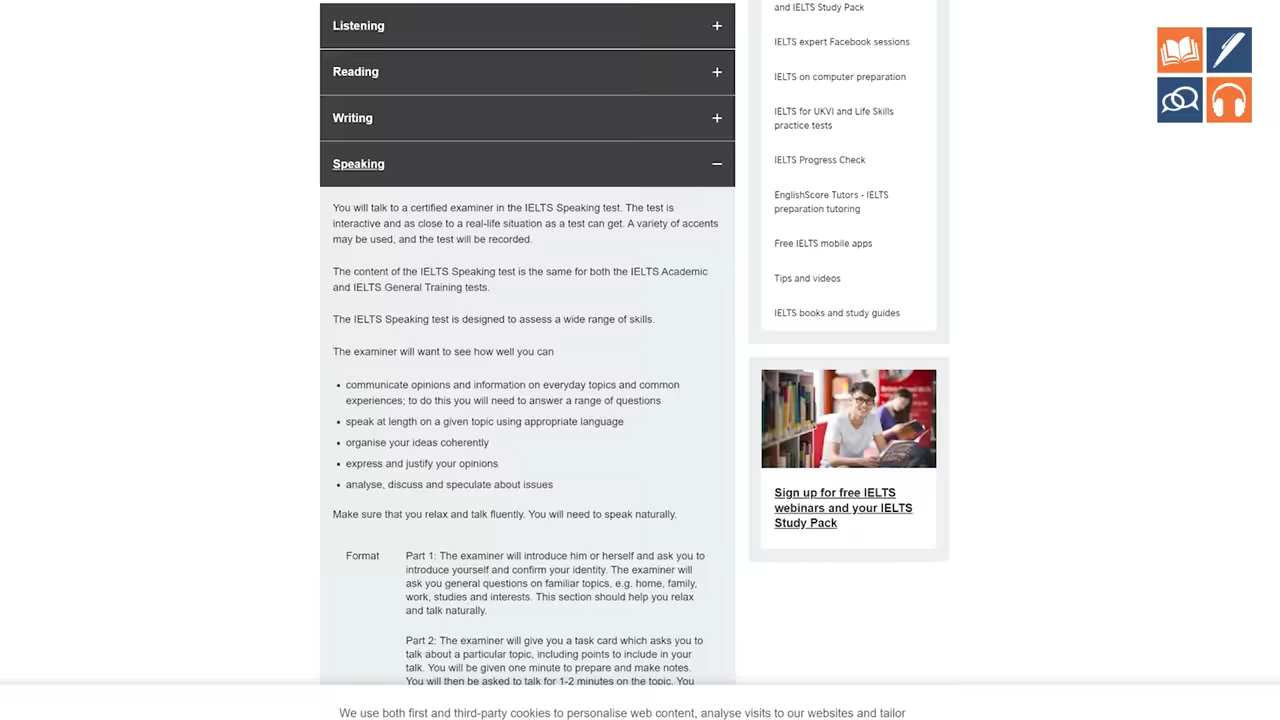 Listening
Reading
Writing
Speaking
You will talk to a certified examiner in the IELTS Speaking test. The test is
interactive and as close to a real-life situation as a test can get. A variety of accents
may be used, and the test will be recorded.
The content of the IELTS Speaking test is the same for both the IELTS Academic
and IELTS General Training tests.
The IELTS Speaking test is designed to assess a wide range of skills.
The examiner will want to see how well you can
• communicate opinions and information on everyday topics and common
experiences; to do this you will need to answer a range of questions
• speak at length on a given topic using appropriate language
• organise your ideas coherently
• express and justify your opinions
• analyse, discuss and speculate about issues
Make sure that you relax and talk fluently. You will need to speak naturally.
Format
Part 1: The examiner will introduce him or herself and ask you to
introduce yourself and confirm your identity. The examiner will
ask you general questions on familiar topics, e.g. home, family,
work, studies and interests. This section should help you relax
and talk naturally.
Part 2: The examiner will give you a task card which asks you to
talk about a particular topic, including points to include in your
talk. You will be given one minute to prepare and make notes.
You will then be asked to talk for 1-2 minutes on the topic. You
and IELTS Study Pack
IELTS expert Facebook sessions
IELTS on computer preparation
IELTS for UKVI and Life Skills
practice tests
IELTS Progress Check
EnglishScore Tutors - IELTS
preparation tutoring
Free IELTS mobile apps
Tips and videos
IELTS books and study guides
Sign up for free IELTS
webinars and your IELTS
Study Pack
We use both first and third-party cookies to personalise web content, analyse visits to our websites and tailor